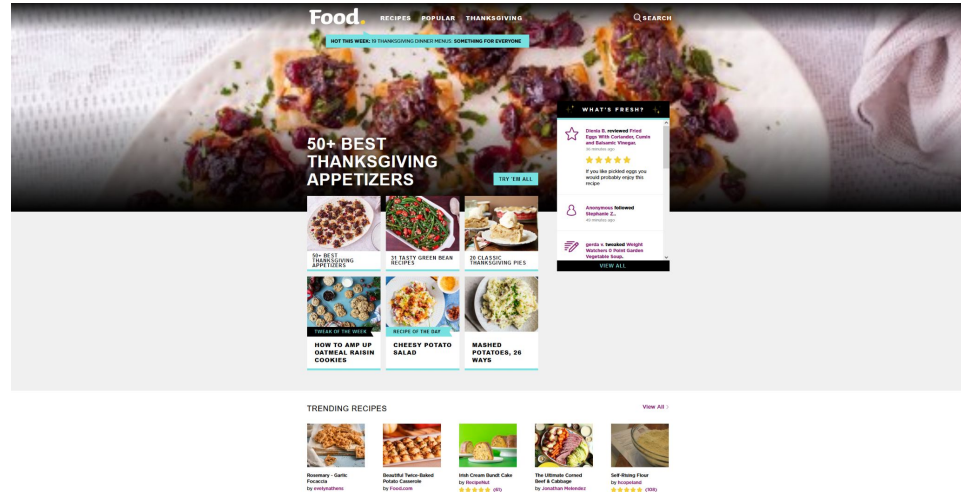 Food.
RECIPES POPULAR THANKSGIVING
SEARCH
HOT THIS WEEK: 19 THANKSGIVING DINNER MENUS: SOMETHING FOR EVERYONE
50+ BEST
THANKSGIVING
APPETIZERS
TRY 'EM ALL
WHAT'S FRESH?
Dienia B. reviewed Fried
Eggs With Coriander, Cumin
and Balsamic Vinegar.
minutes ago
If you like pickled eggs you
would probably enjoy this
recipe
Anonymous followed
Stephanie Z..
minutes ago
gerda v. tweaked Weight
Watchers 0 Point Garden
Vegetable Soup.
VIEW ALL
50+ BEST
THANKSGIVING
APPETIZERS
31 TASTY GREEN BEAN
RECIPES
20 CLASSIC
THANKSGIVING PIES
TWEAK OF THE WEEK
HOW TO AMP UP
OATMEAL RAISIN
COOKIES
RECIPE OF THE DAY
CHEESY POTATO
SALAD
MASHED
POTATOES, 26
WAYS
TRENDING RECIPES
View All >
Rosemary - Garlic
Focaccia
by evelynathens
Beautiful Twice-Baked
Potato Casserole
by Food.com
Irish Cream Bundt Cake
by RecipeNut
(61)
The Ultimate Corned
Beef & Cabbage
by Jonathan Melendez
Self-Rising Flour
by hcopeland
(108)